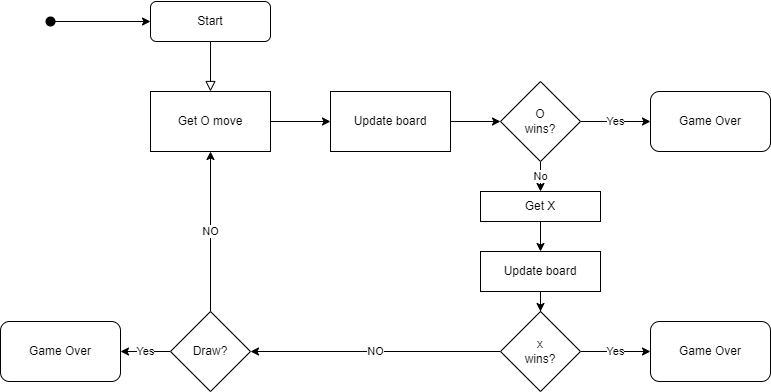 Start
Get O move
Update board
O
wins?
Yes
Game Over
No
Get X
Update board
x
wins?
Yes
Game Over
NO
Draw?
Yes
Game Over
NO